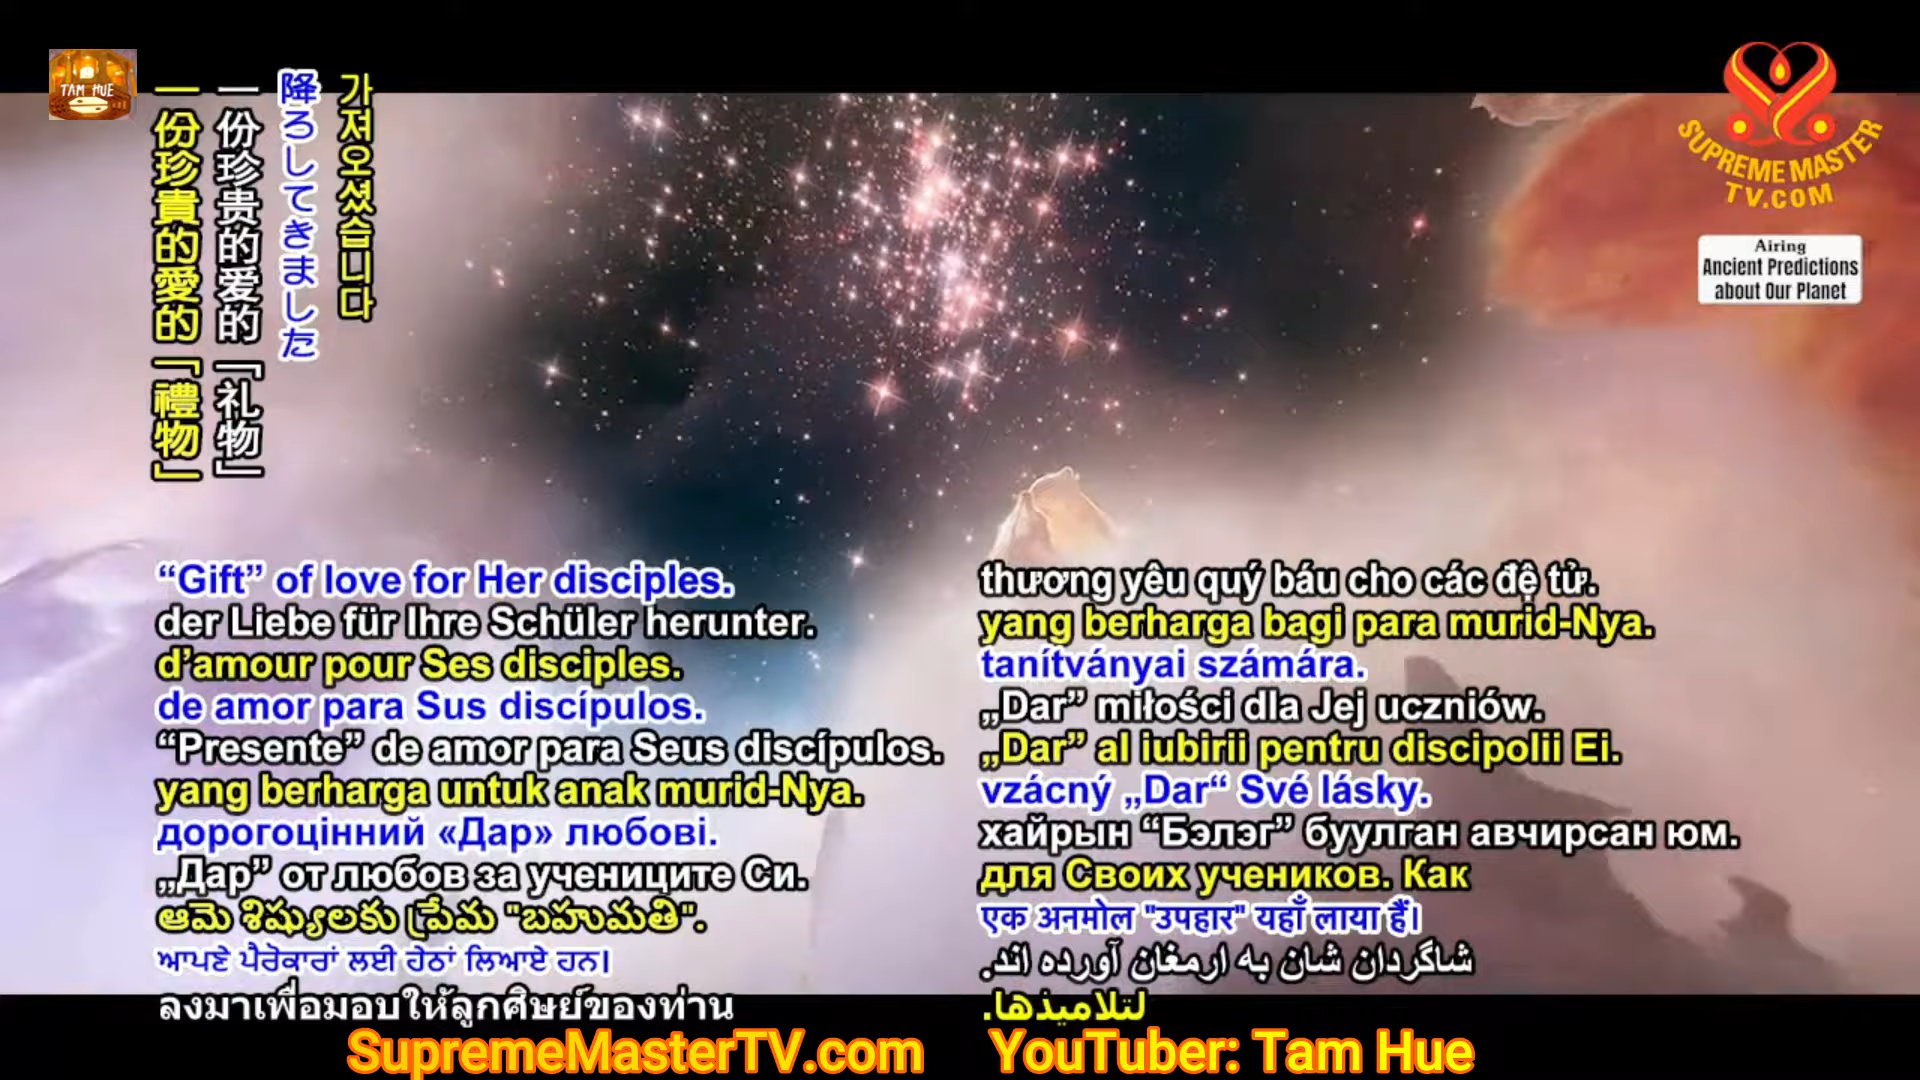 TAM HUE
一份珍貴的愛的「禮物」
一份珍贵的爱的「礼物」
降ろしてきました
가져오셨습니다
SUPREME MASTER
TV.COM
Airing
Ancient Predictions
about Our Planet
“Gift” of love for Her disciples.
der Liebe für Ihre Schüler herunter.
d’amour pour Ses disciples.
de amor para Sus discípulos.
“Presente” de amor para Seus discípulos.
yang berharga untuk anak murid-Nya.
дорогоцінний «Дар» любові.
„Дар” от любов за учениците Си.
ఆమె శిష్యులకు ప్రేమ "బహుమతి".
ਆਪਣੇ ਪੈਰੋਕਾਰਾਂ ਲਈ ਹੇਠਾਂ ਲਿਆਏ ਹਨ।
ลงมาเพื่อมอบให้ลูกศิษย์ของท่าน
thương yêu quý báu cho các đệ tử.
yang berharga bagi para murid-Nya.
tanítványai számára.
„Dar” miłości dla Jej uczniów.
„Dar” al iubirii pentru discipolii Ei.
vzácný „Dar“ Své lásky.
хайрын “Бэлэг” буулган авчирсан юм.
для Своих учеников. Как
एक अनमोल "उपहार" यहाँ लाया हैं।
شاگردان شان به ارمغان آورده اند.
لتلاميذها.
SupremeMasterTV.com YouTuber: Tam Hue